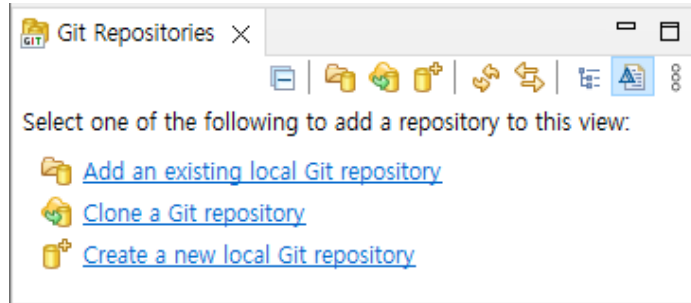 GIT Git Repositories
Select one of the following to add a repository to this view:
Add an existing local Git repository
Clone a Git repository
Create a new local Git repository